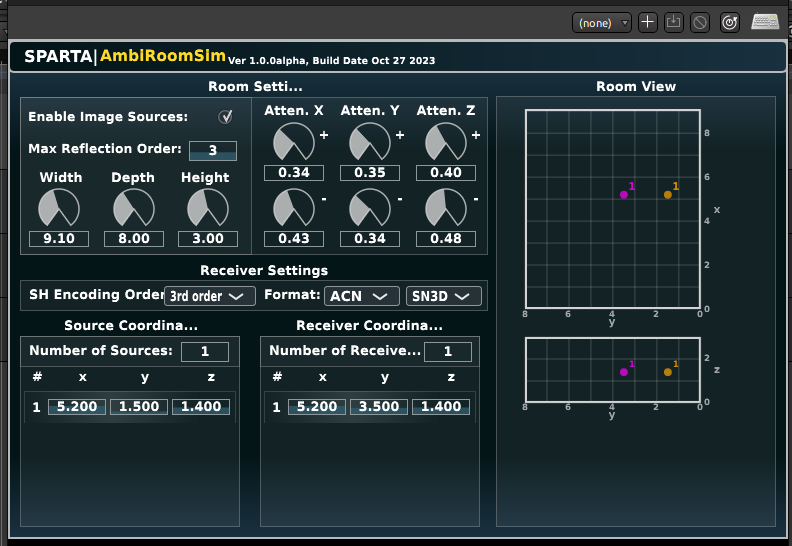 (none)
SPARTA|AmbiRoomSim Ver 1.0.0alpha, Build Date Oct 27 2023
Room Setti...
Enable Image Sources:
Max Reflection Order: 3
Width Depth Height
9.10 8.00 3.00
Atten. X Atten. Y Atten. Z
+ + +
0.34 0.35 0.40
- - -
0.43 0.34 0.48
Receiver Settings
SH Encoding Order 3rd order Format: ACN SN3D
Source Coordina...
Number of Sources: 1
# x y z
1 5.200 1.500 1.400
Receiver Coordina...
Number of Receive... 1
# x y z
1 5.200 3.500 1.400
Room View
8
6
1 1
x
4
2
0
8 6 4 2 0
y
2
1 1
z
0
8 6 4 2 0
y